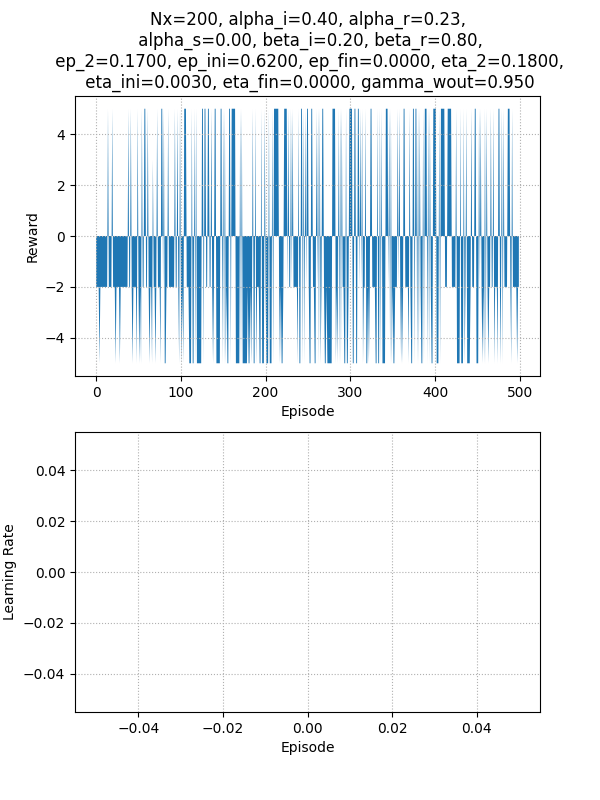 Nx=200, alpha_i=0.40, alpha_r=0.23,
alpha_s=0.00, beta_i=0.20, beta_r=0.80,
ep_2=0.1700, ep_ini=0.6200, ep_fin=0.0000, eta_2=0.1800,
eta_ini=0.0030, eta_fin=0.0000, gamma_wout=0.950
4
2
0
−2
−4
Reward
0 100 200 300 400 500
Episode
0.04
0.02
0.00
−0.02
−0.04
Learning Rate
−0.04 −0.02 0.00 0.02 0.04
Episode